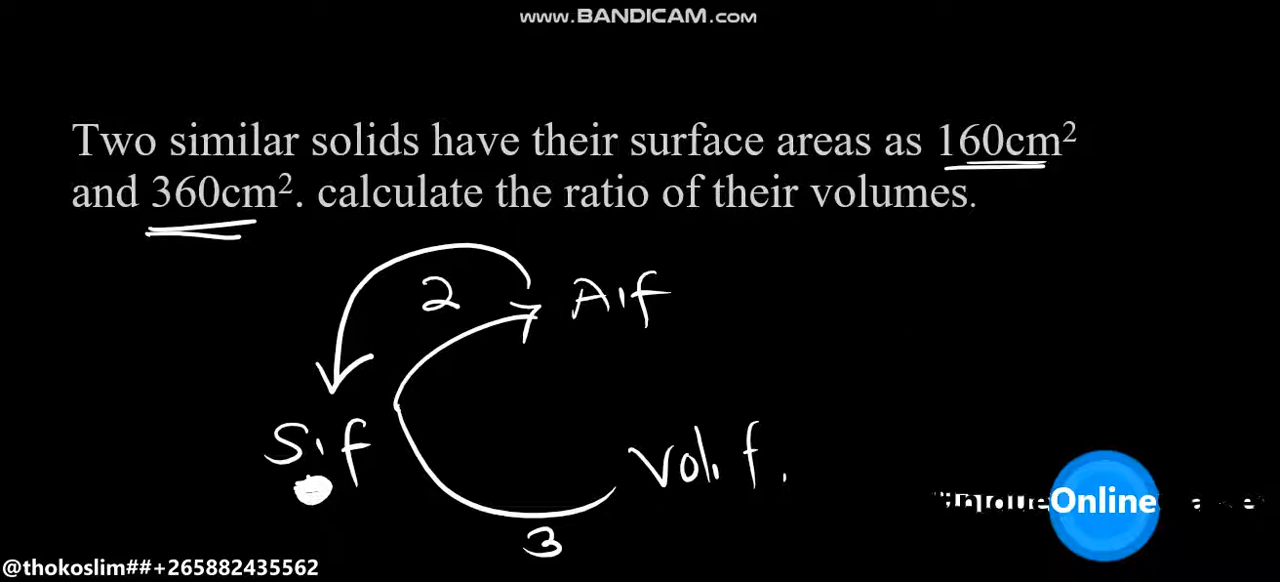 www.BANDICAM.com
Two similar solids have their surface areas as 160cm²
and 360cm². calculate the ratio of their volumes.
2
A.f
S.f
Vol. f.
3
Online
@thokoslim##+265882435562